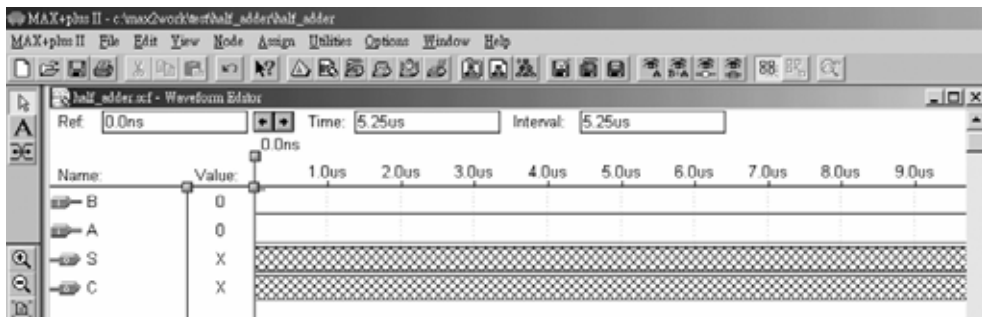 MAX+plus II - c:\max2work\test\half_adder\half_adder
MAX+plus II File Edit View Node Assign Utilities Options Window Help
half_adder.scf - Waveform Editor
Ref: 0.0ns Time: 5.25us Interval: 5.25us
0.0ns
Name: Value: 1.0us 2.0us 3.0us 4.0us 5.0us 6.0us 7.0us 8.0us 9.0us
B 0
A 0
S X
C X